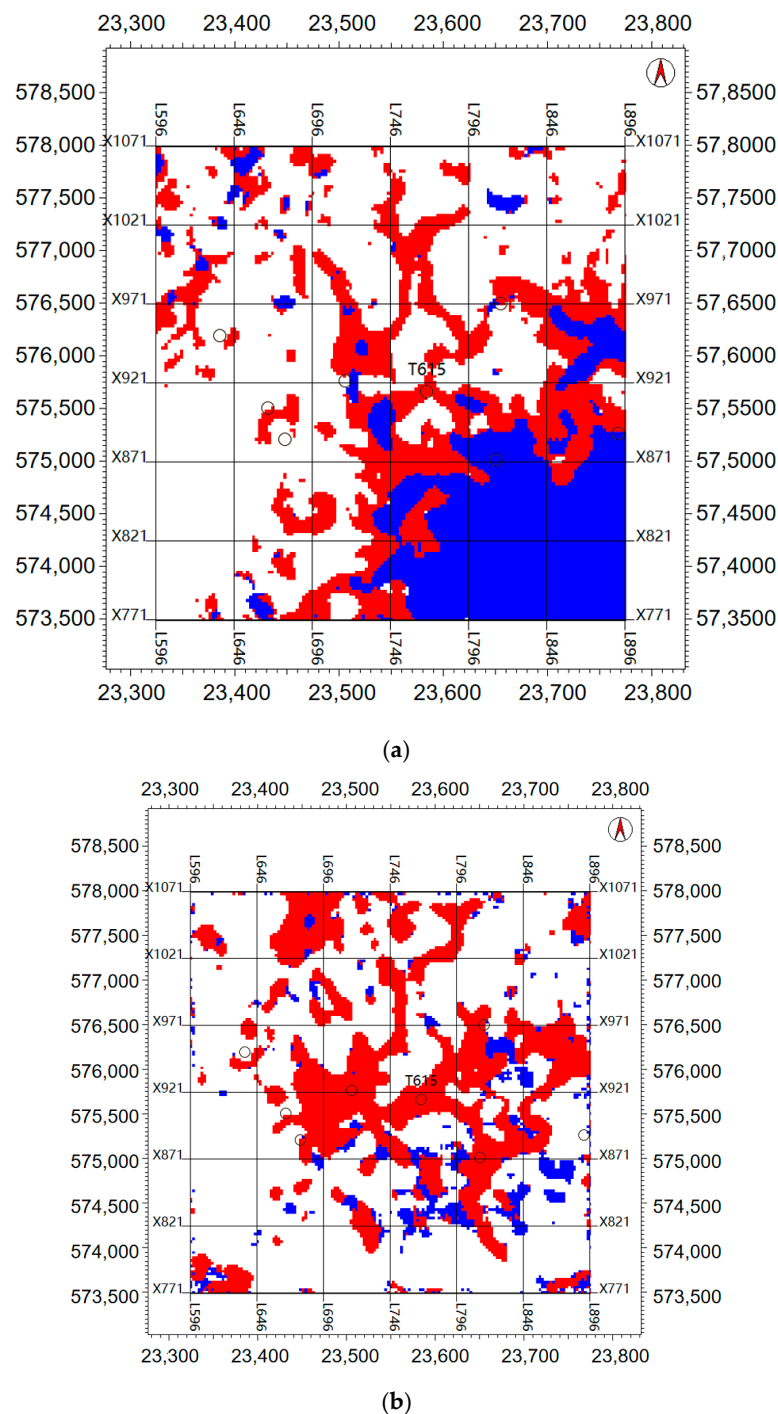 23,300 23,400 23,500 23,600 23,700 23,800
578,500 57,8500
L596 L646 L696 L746 L796 L846 L896
578,000 X1071 X1071 57,8000
577,500 57,7500
X1021 X1021
577,000 57,7000
576,500 X971 X971 57,6500
576,000 T615 57,6000
X921 X921
575,500 57,5500
575,000 X871 X871 57,5000
574,500 57,4500
X821 X821
574,000 57,4000
573,500 X771 X771 57,3500
L596 L646 L696 L746 L796 L846 L896
23,300 23,400 23,500 23,600 23,700 23,800
(a)
23,300 23,400 23,500 23,600 23,700 23,800
578,500 578,500
L596 L646 L696 L746 L796 L846 L896
578,000 X1071 X1071 578,000
577,500 577,500
X1021 X1021
577,000 577,000
576,500 X971 X971 576,500
576,000 T615 576,000
X921 X921
575,500 575,500
575,000 X871 X871 575,000
574,500 574,500
X821 X821
574,000 574,000
573,500 X771 X771 573,500
L596 L646 L696 L746 L796 L846 L896
23,300 23,400 23,500 23,600 23,700 23,800
(b)